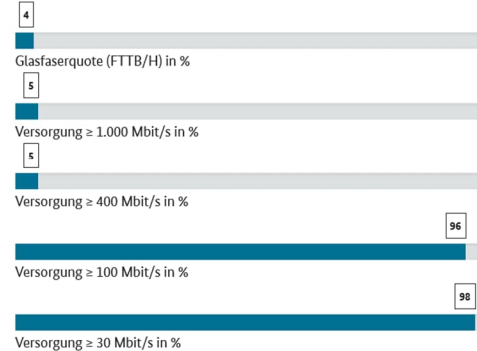 4
Glasfaserquote (FTTB/H) in %
5
Versorgung ≥ 1.000 Mbit/s in %
5
Versorgung ≥ 400 Mbit/s in %
96
Versorgung ≥ 100 Mbit/s in %
98
Versorgung ≥ 30 Mbit/s in %